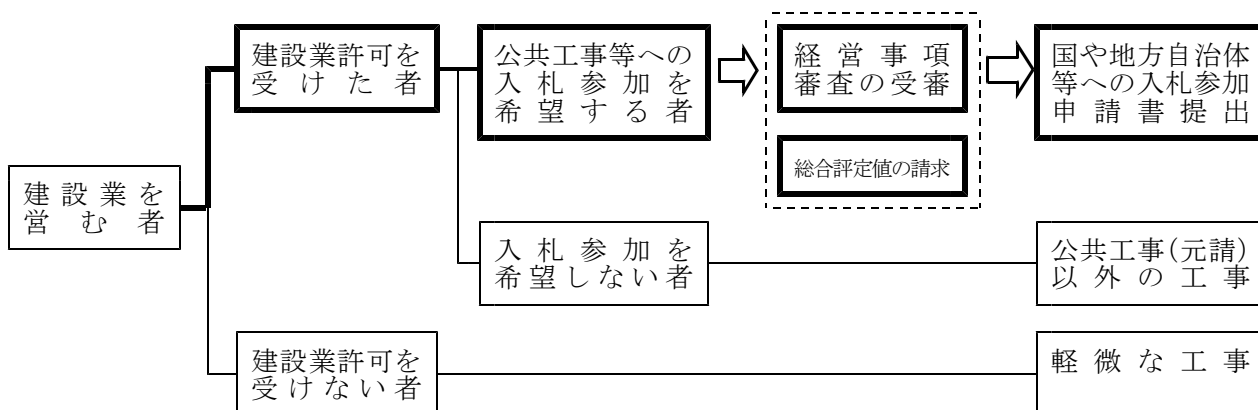 建設業許可を
受けた者
公共工事等への
入札参加を
希望する者
経営事項
審査の受審
国や地方自治体
等への入札参加
申請書提出
総合評定値の請求
建設業を
営む者
入札参加を
希望しない者
公共工事(元請)
以外の工事
建設業許可を
受けない者
軽微な工事